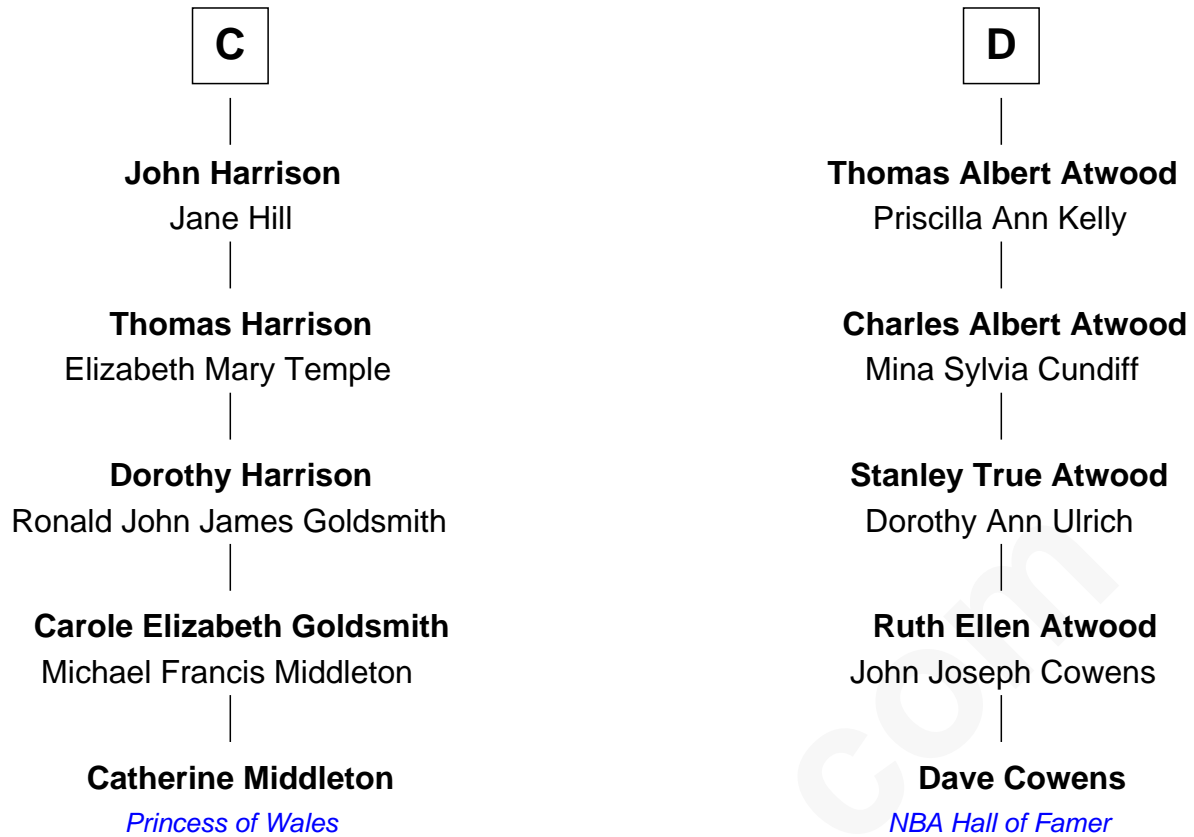 C
John Harrison
Jane Hill
Thomas Harrison
Elizabeth Mary Temple
Dorothy Harrison
Ronald John James Goldsmith
Carole Elizabeth Goldsmith
Michael Francis Middleton
Catherine Middleton
Princess of Wales
D
Thomas Albert Atwood
Priscilla Ann Kelly
Charles Albert Atwood
Mina Sylvia Cundiff
Stanley True Atwood
Dorothy Ann Ulrich
Ruth Ellen Atwood
John Joseph Cowens
Dave Cowens
NBA Hall of Famer
com